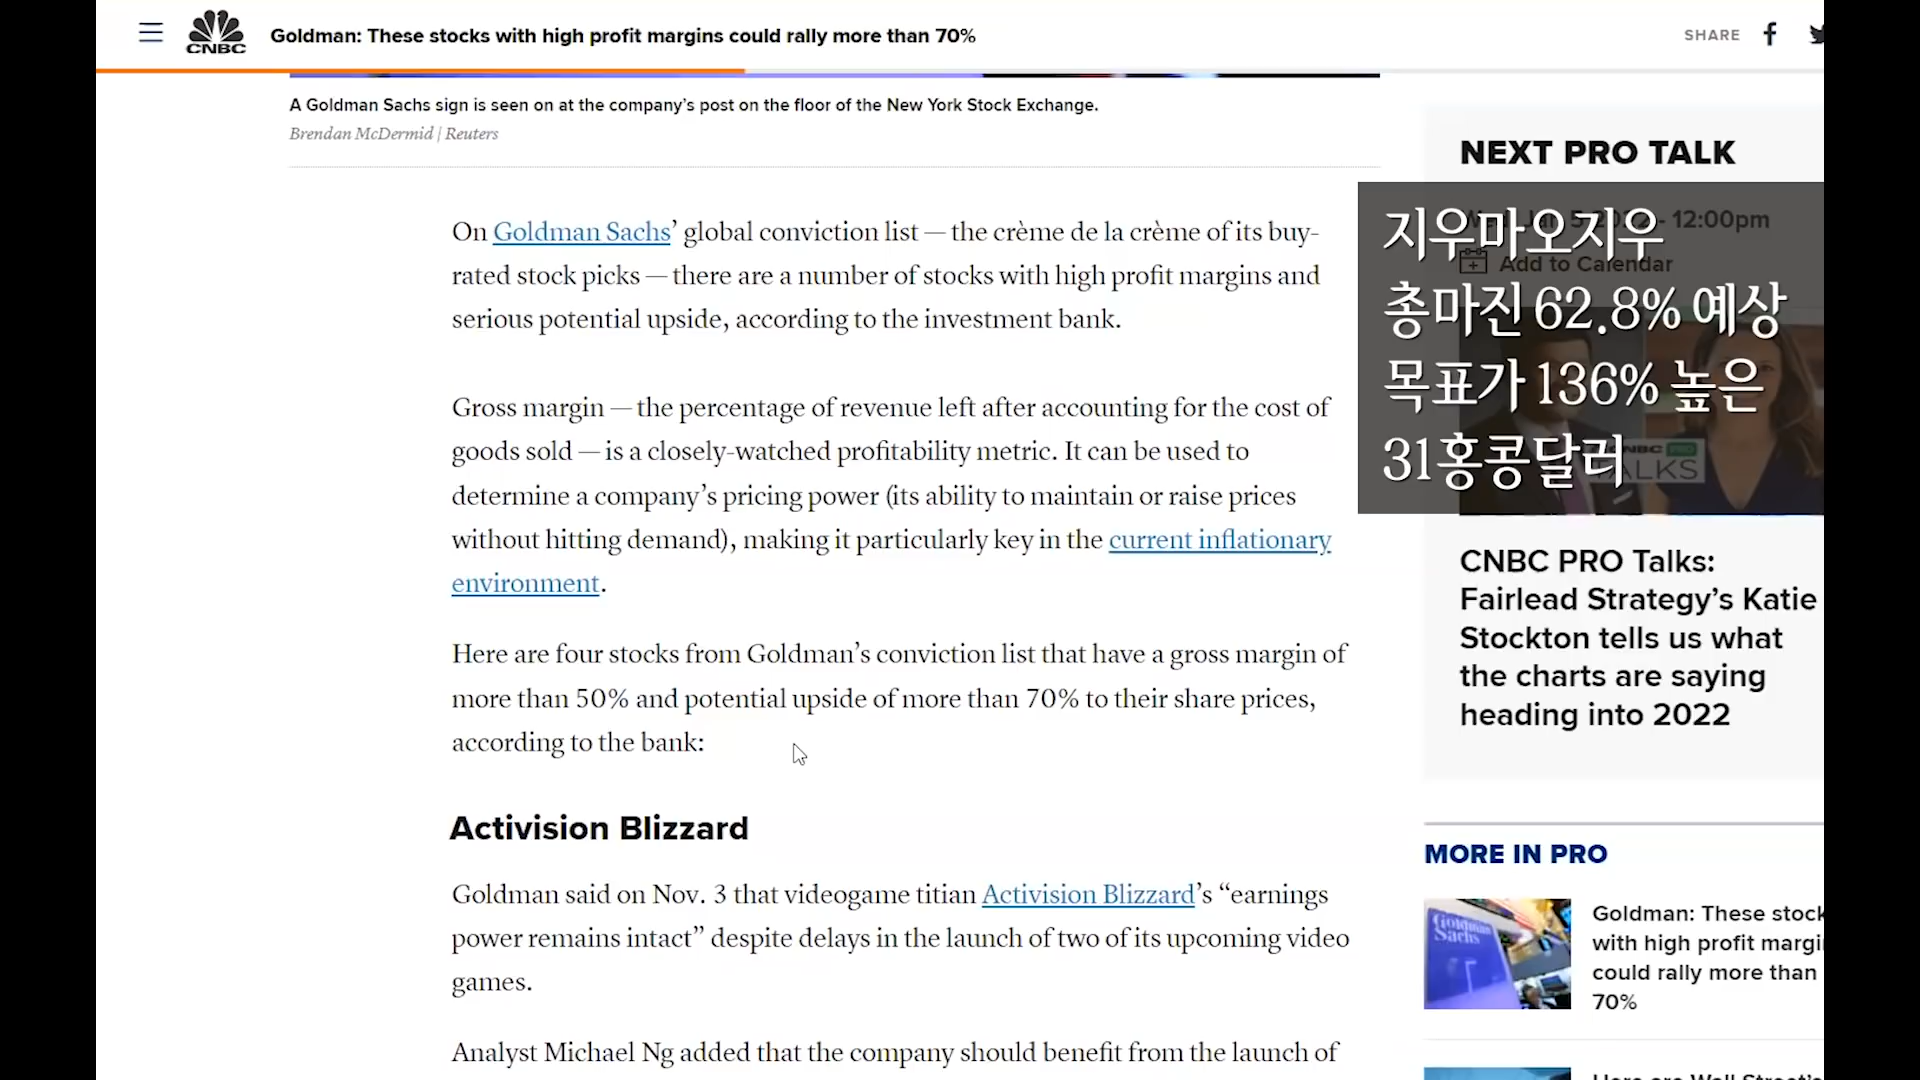 CNBC
Goldman: These stocks with high profit margins could rally more than 70%
SHARE
A Goldman Sachs sign is seen on at the company's post on the floor of the New York Stock Exchange.
Brendan McDermid | Reuters
On Goldman Sachs’ global conviction list — the crème de la crème of its buy-
rated stock picks — there are a number of stocks with high profit margins and
serious potential upside, according to the investment bank.
Gross margin — the percentage of revenue left after accounting for the cost of
goods sold — is a closely-watched profitability metric. It can be used to
determine a company’s pricing power (its ability to maintain or raise prices
without hitting demand), making it particularly key in the current inflationary
environment.
Here are four stocks from Goldman’s conviction list that have a gross margin of
more than 50% and potential upside of more than 70% to their share prices,
according to the bank:
Activision Blizzard
Goldman said on Nov. 3 that videogame titian Activision Blizzard’s “earnings
power remains intact” despite delays in the launch of two of its upcoming video
games.
Analyst Michael Ng added that the company should benefit from the launch of
NEXT PRO TALK
12:00pm
Add to Calendar
지우마오지우
총마진 62.8% 예상
목표가 136% 높은
31홍콩달러
TALKS
CNBC PRO Talks:
Fairlead Strategy’s Katie
Stockton tells us what
the charts are saying
heading into 2022
MORE IN PRO
Goldman
Sachs
Goldman: These stock
with high profit margi
could rally more than
70%